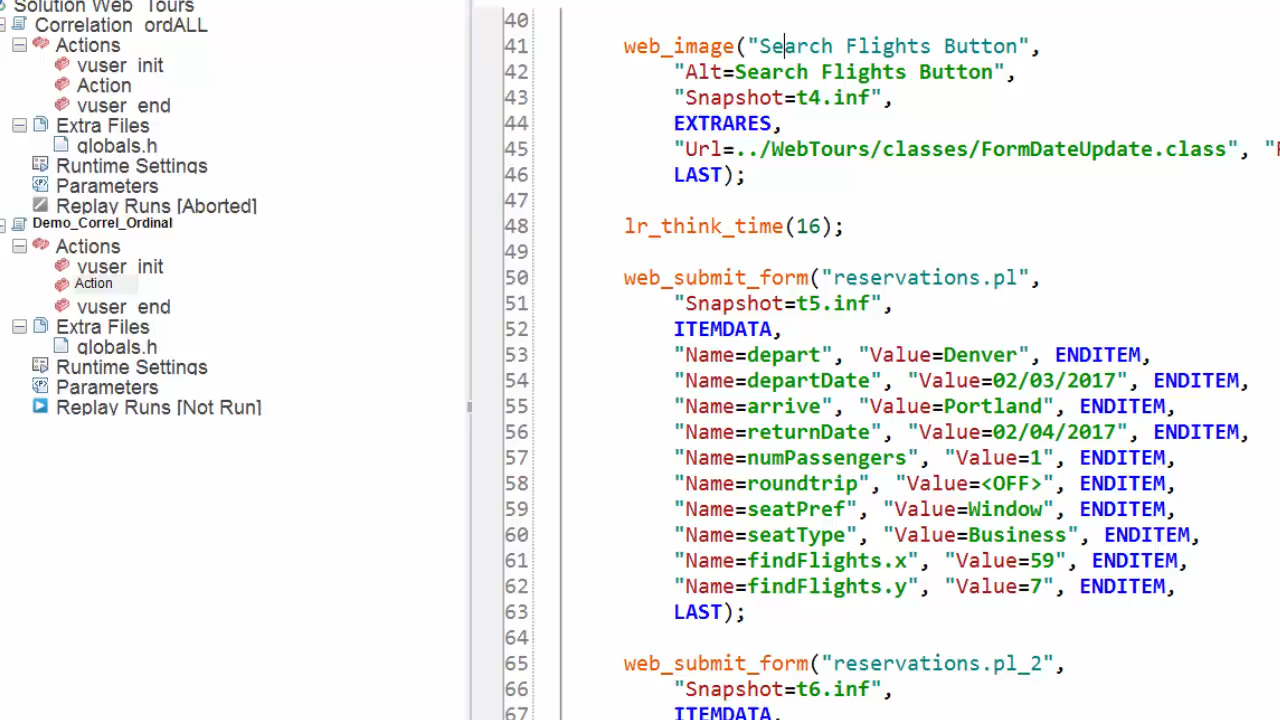 Solution Web Tours
Correlation ordALL
Actions
vuser init
Action
vuser end
Extra Files
globals.h
Runtime Settings
Parameters
Replay Runs [Aborted]
Demo_Correl_Ordinal
Actions
vuser init
Action
vuser end
Extra Files
globals.h
Runtime Settings
Parameters
Replay Runs [Not Run]
40
41 web_image("Search Flights Button",
42 "Alt=Search Flights Button",
43 "Snapshot=t4.inf",
44 EXTRARES,
45 "Url=../WebTours/classes/FormDateUpdate.class", "
46 LAST);
47
48 lr_think_time(16);
49
50 web_submit_form("reservations.pl",
51 "Snapshot=t5.inf",
52 ITEMDATA,
53 "Name=depart", "Value=Denver", ENDITEM,
54 "Name=departDate", "Value=02/03/2017", ENDITEM,
55 "Name=arrive", "Value=Portland", ENDITEM,
56 "Name=returnDate", "Value=02/04/2017", ENDITEM,
57 "Name=numPassengers", "Value=1", ENDITEM,
58 "Name=roundtrip", "Value=<OFF>", ENDITEM,
59 "Name=seatPref", "Value=Window", ENDITEM,
60 "Name=seatType", "Value=Business", ENDITEM,
61 "Name=findFlights.x", "Value=59", ENDITEM,
62 "Name=findFlights.y", "Value=7", ENDITEM,
63 LAST);
64
65 web_submit_form("reservations.pl_2",
66 "Snapshot=t6.inf",
67 ITEMDATA,